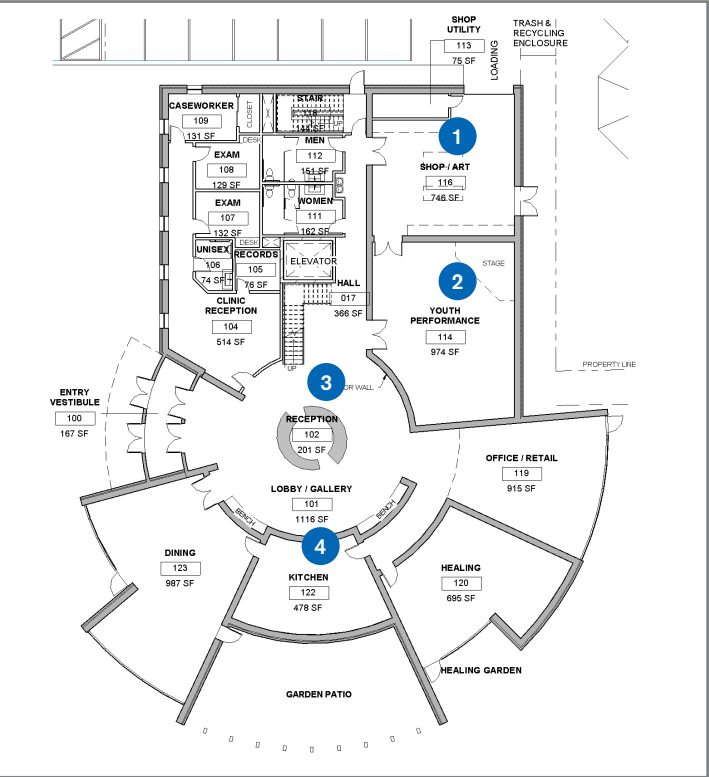 SHOP
UTILITY
113
75 SF
LOADING
TRASH &
RECYCLING
ENCLOSURE
CASEWORKER
109
131 SF
CLOSET
STAIR
UP
DESK
MEN
112
151 SF
1
SHOP / ART
116
746 SF
EXAM
108
129 SF
EXAM
107
132 SF
WOMEN
111
162 SF
DESK
UNISEX
106
74 SF
RECORDS
105
76 SF
ELEVATOR
HALL
017
366 SF
2
STAGE
YOUTH
PERFORMANCE
114
974 SF
CLINIC
RECEPTION
104
514 SF
UP
PROPERTY LINE
3
OR WALL
ENTRY
VESTIBULE
100
167 SF
RECEPTION
102
201 SF
OFFICE / RETAIL
119
915 SF
LOBBY / GALLERY
101
1116 SF
BENCH
BENCH
4
DINING
123
987 SF
KITCHEN
122
478 SF
HEALING
120
695 SF
HEALING GARDEN
GARDEN PATIO